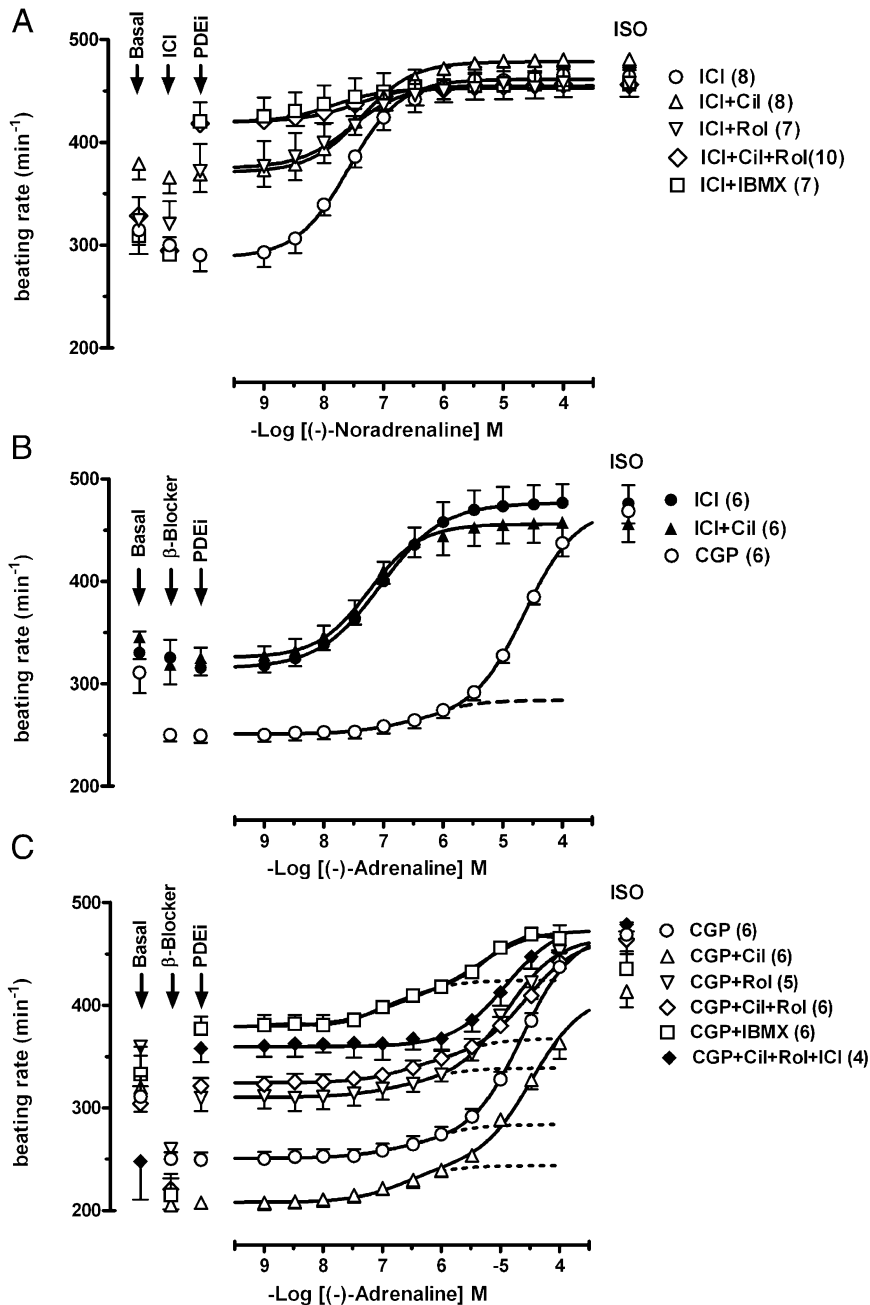 A
Basal
ICI
PDEi
ISO
500
400
300
200
beating rate (min-1)
ICI (8)
ICI+Cil (8)
ICI+Rol (7)
ICI+Cil+Rol(10)
ICI+IBMX (7)
9 8 7 6 5 4
-Log [(-)-Noradrenaline] M
B
Basal
β-Blocker
PDEi
ISO
500
400
300
200
beating rate (min-1)
ICI (6)
ICI+Cil (6)
CGP (6)
9 8 7 6 5 4
-Log [(-)-Adrenaline] M
C
Basal
β-Blocker
PDEi
ISO
500
400
300
200
beating rate (min-1)
CGP (6)
CGP+Cil (6)
CGP+Rol (5)
CGP+Cil+Rol (6)
CGP+IBMX (6)
CGP+Cil+Rol+ICI (4)
9 8 7 6 -5 4
-Log [(-)-Adrenaline] M